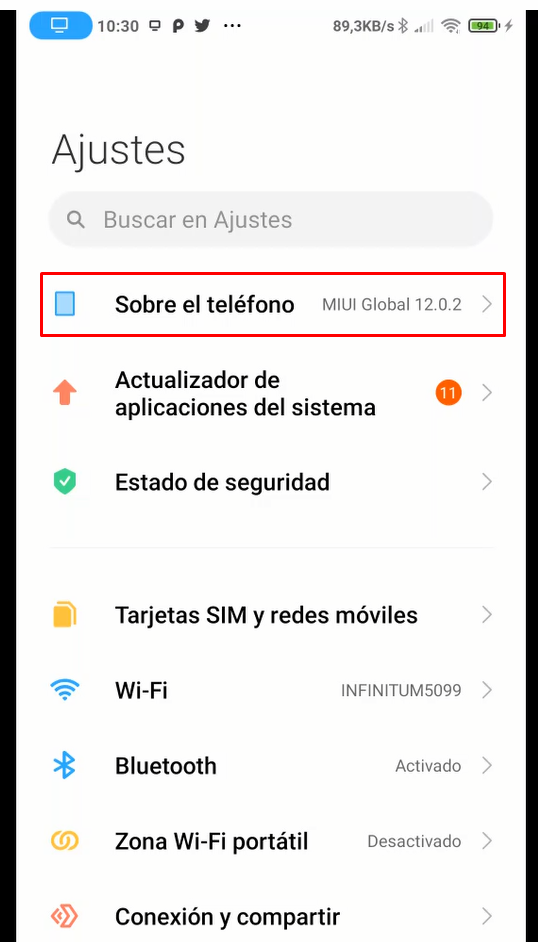 10:30 ... 89,3KB/s 94
Ajustes
Buscar en Ajustes
Sobre el teléfono MIUI Global 12.0.2
Actualizador de
aplicaciones del sistema 11
Estado de seguridad
Tarjetas SIM y redes móviles
Wi-Fi INFINITUM5099
Bluetooth Activado
Zona Wi-Fi portátil Desactivado
Conexión y compartir